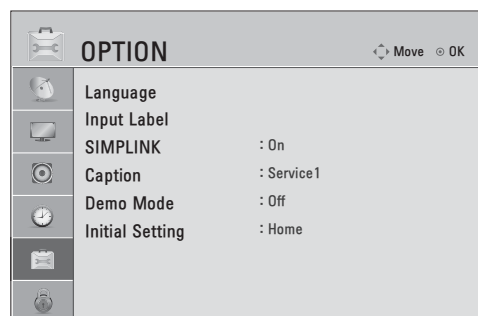 OPTION
Move OK
Language
Input Label
SIMPLINK : On
Caption : Service1
Demo Mode : Off
Initial Setting : Home